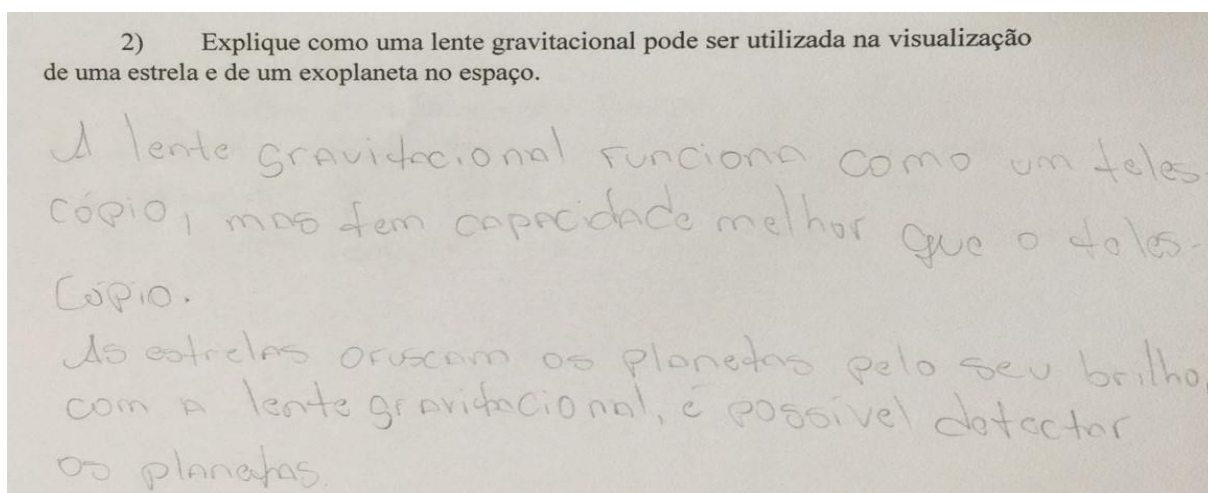 2) Explique como uma lente gravitacional pode ser utilizada na visualização
de uma estrela e de um exoplaneta no espaço.
A lente gravitacional funciona como um teles-
cópio, mas tem capacidade melhor que o teles-
cópio.
As estrelas ofuscam os planetas pelo seu brilho,
com a lente gravitacional, é possível detectar
os planetas.